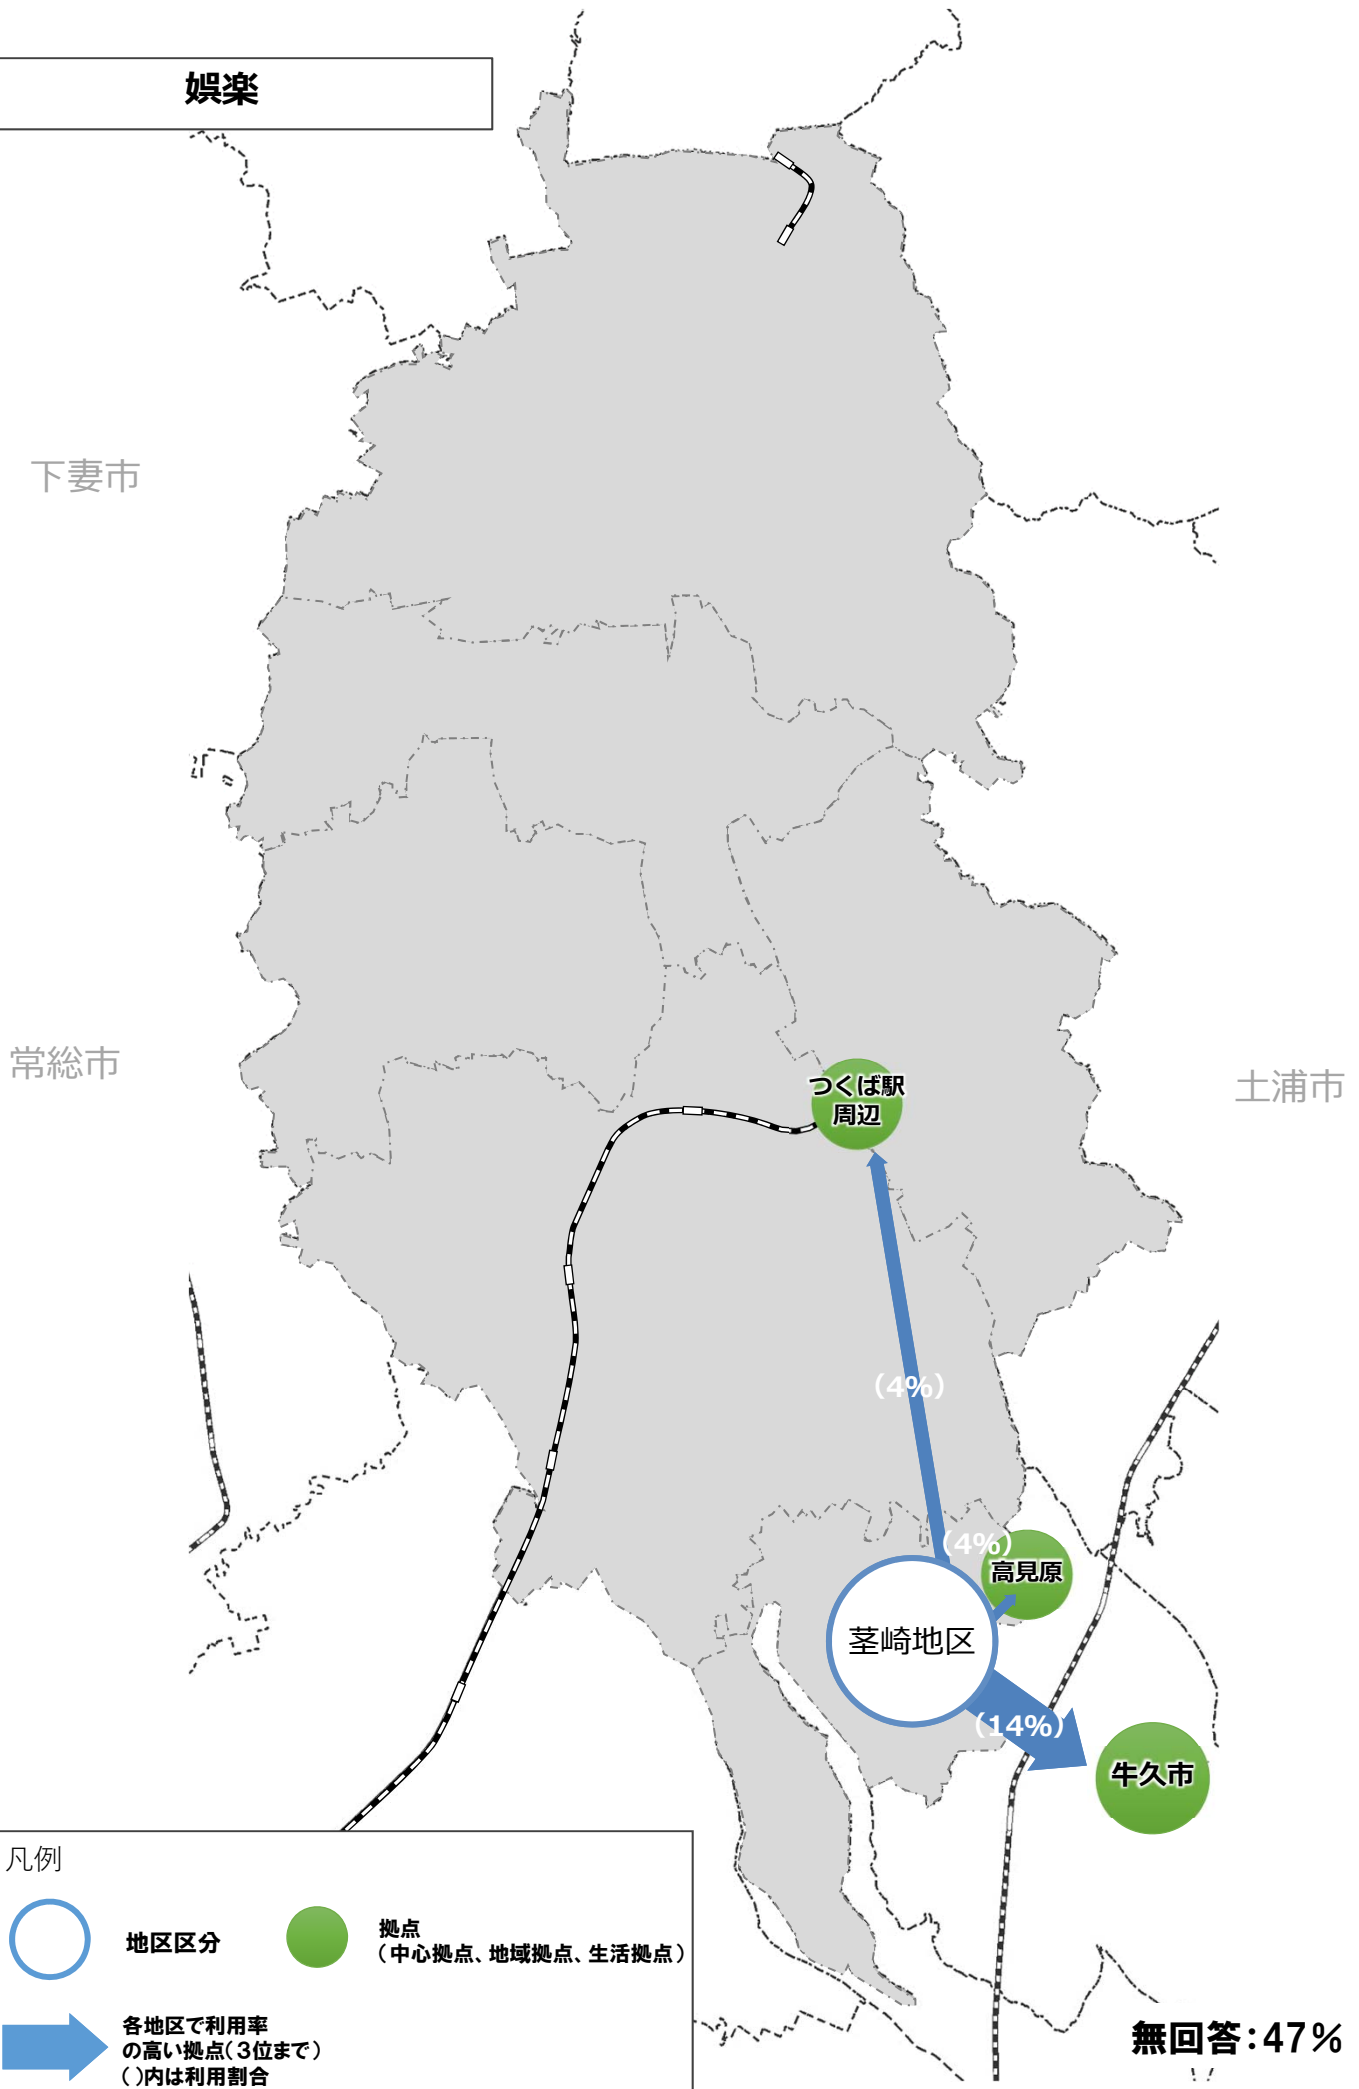 娯楽
下妻市
常総市
土浦市
つくば駅
周辺
(4%)
(4%)
高見原
茎崎地区
(14%)
牛久市
凡例
地区区分
拠点
(中心拠点、地域拠点、生活拠点)
各地区で利用率
の高い拠点(3位まで)
( )内は利用割合
無回答:47%